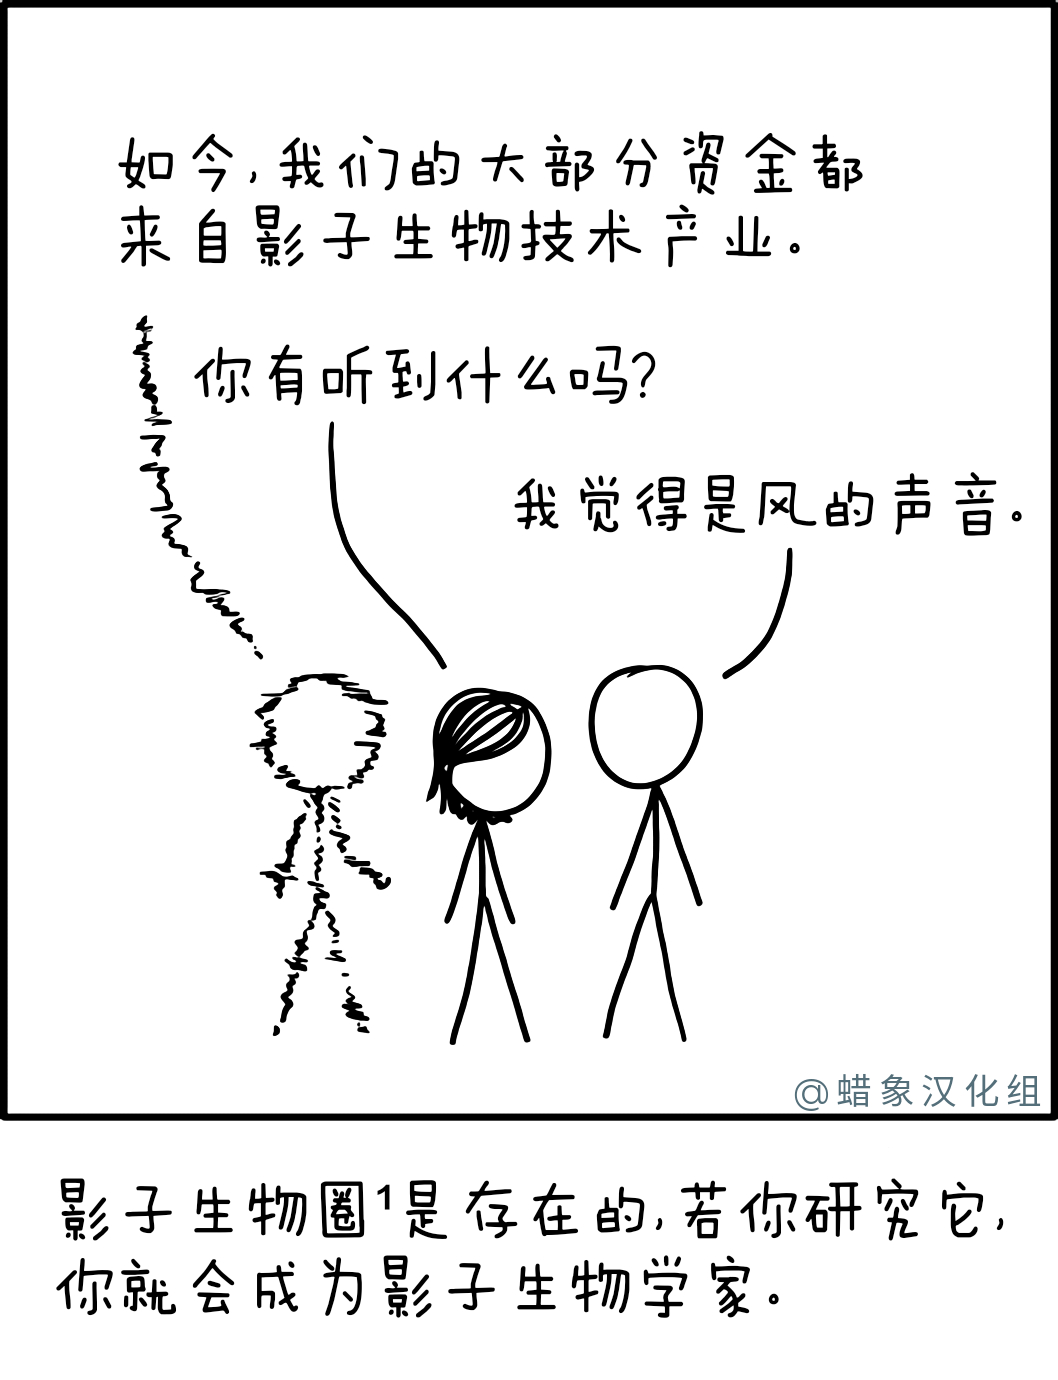 如今,我们的大部分资金都
来自影子生物技术产业。
你有听到什么吗?
我觉得是风的声音。
@蜡象汉化组
影子生物圈¹是存在的,若你研究它,
你就会成为影子生物学家。